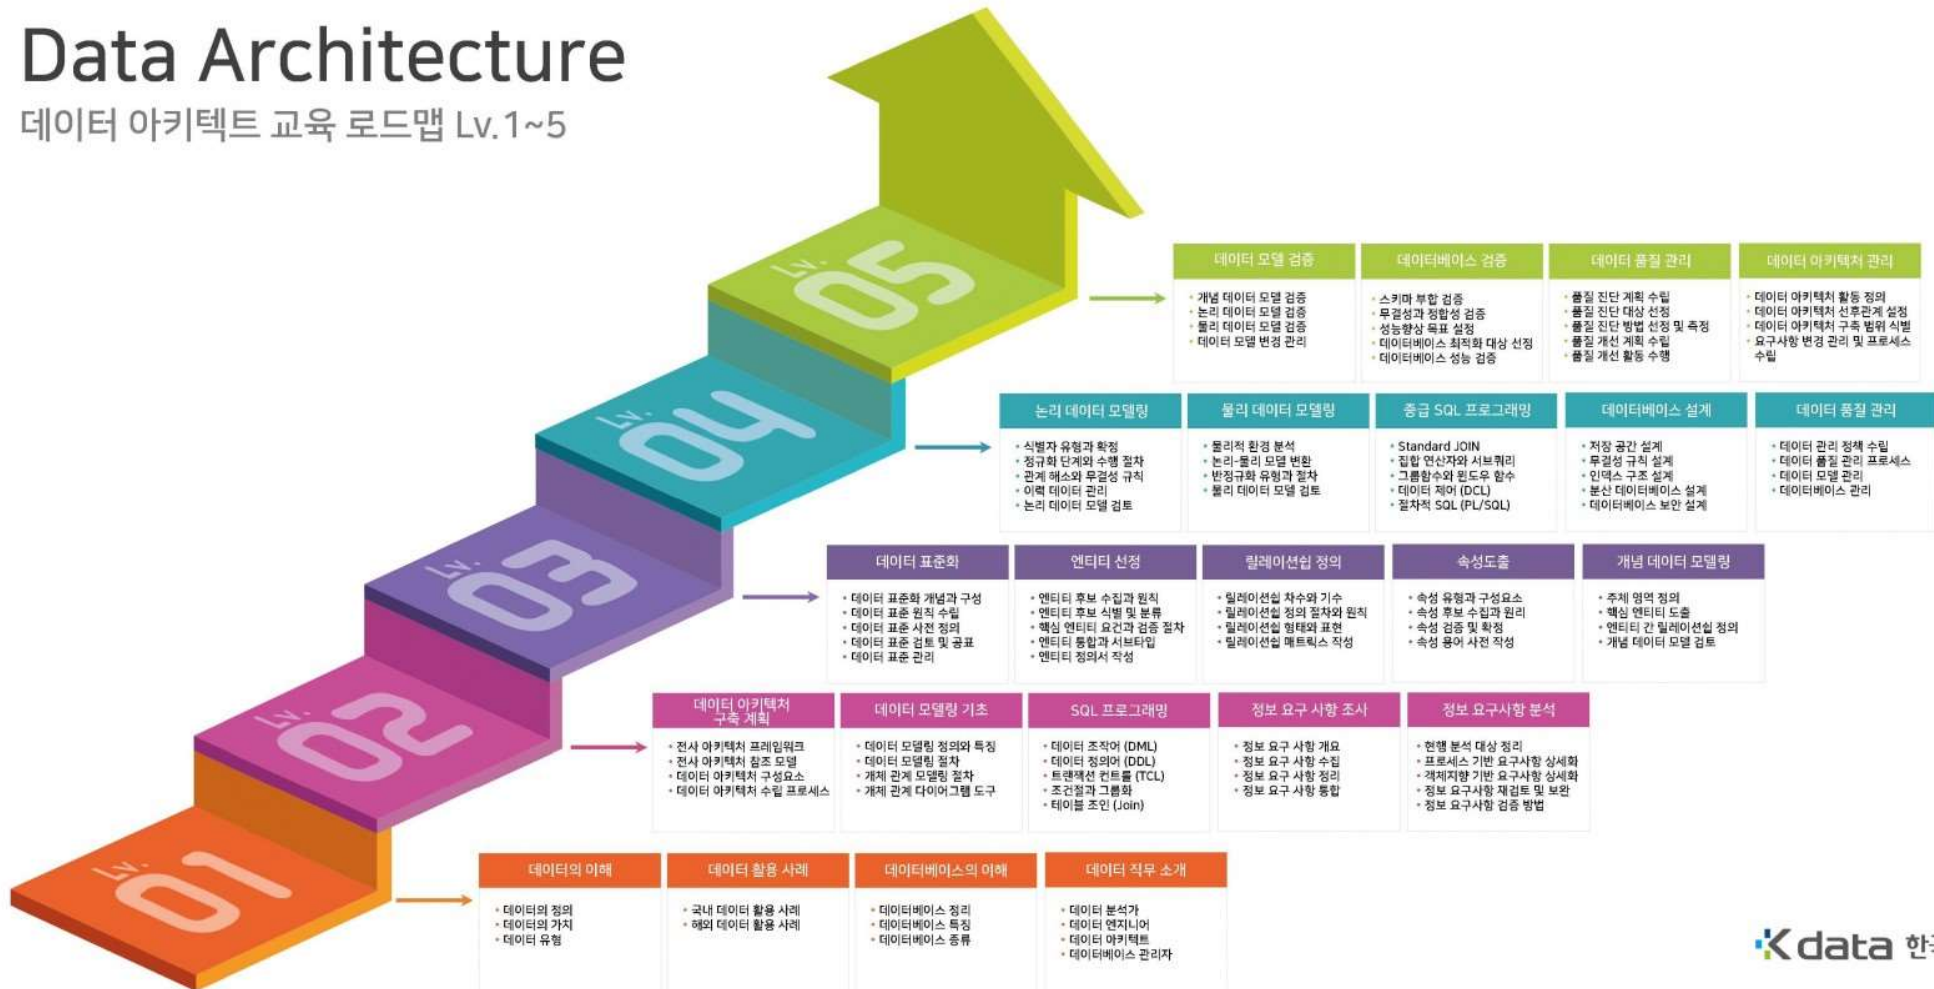 Data Architecture
데이터 아키텍트 교육 로드맵 Lv.1~5
Lv.
05
데이터 모델 검증
• 개념 데이터 모델 검증
• 논리 데이터 모델 검증
• 물리 데이터 모델 검증
• 데이터 모델 변경 관리
데이터베이스 검증
• 스키마 부합 검증
• 무결성과 정합성 검증
• 성능향상 목표 설정
• 데이터베이스 최적화 대상 선정
• 데이터베이스 성능 검증
데이터 품질 관리
• 품질 진단 계획 수립
• 품질 진단 대상 선정
• 품질 진단 방법 선정 및 측정
• 품질 개선 계획 수립
• 품질 개선 활동 수행
데이터 아키텍처 관리
• 데이터 아키텍처 활동 정의
• 데이터 아키텍처 선후관계 설정
• 데이터 아키텍처 구축 범위 식별
• 요구사항 변경 관리 및 프로세스
수립
Lv.
04
논리 데이터 모델링
• 식별자 유형과 확정
• 정규화 단계와 수행 절차
• 관계 해소와 무결성 규칙
• 이력 데이터 관리
• 논리 데이터 모델 검토
물리 데이터 모델링
• 물리적 환경 분석
• 논리-물리 모델 변환
• 반정규화 유형과 절차
• 물리 데이터 모델 검토
중급 SQL 프로그래밍
• Standard JOIN
• 집합 연산자와 서브쿼리
• 그룹함수와 윈도우 함수
• 데이터 제어 (DCL)
• 절차적 SQL (PL/SQL)
데이터베이스 설계
• 저장 공간 설계
• 무결성 규칙 설계
• 인덱스 구조 설계
• 분산 데이터베이스 설계
• 데이터베이스 보안 설계
데이터 품질 관리
• 데이터 관리 정책 수립
• 데이터 품질 관리 프로세스
• 데이터 모델 관리
• 데이터베이스 관리
Lv.
03
데이터 표준화
• 데이터 표준화 개념과 구성
• 데이터 표준 원칙 수립
• 데이터 표준 사전 정의
• 데이터 표준 검토 및 공표
• 데이터 표준 관리
엔티티 선정
• 엔티티 후보 수집과 원칙
• 엔티티 후보 식별 및 분류
• 핵심 엔티티 요건과 검증 절차
• 엔티티 통합과 서브타입
• 엔티티 정의서 작성
릴레이션쉽 정의
• 릴레이션쉽 차수와 기수
• 릴레이션쉽 정의 절차와 원칙
• 릴레이션쉽 형태와 표현
• 릴레이션쉽 매트릭스 작성
속성도출
• 속성 유형과 구성요소
• 속성 후보 수집과 원리
• 속성 검증 및 확정
• 속성 용어 사전 작성
개념 데이터 모델링
• 주제 영역 정의
• 핵심 엔티티 도출
• 엔티티 간 릴레이션쉽 정의
• 개념 데이터 모델 검토
Lv.
02
데이터 아키텍처
구축 계획
• 전사 아키텍처 프레임워크
• 전사 아키텍처 참조 모델
• 데이터 아키텍처 구성요소
• 데이터 아키텍처 수립 프로세스
데이터 모델링 기초
• 데이터 모델링 정의와 특징
• 데이터 모델링 절차
• 개체 관계 모델링 절차
• 개체 관계 다이어그램 도구
SQL 프로그래밍
• 데이터 조작어 (DML)
• 데이터 정의어 (DDL)
• 트랜잭션 컨트롤 (TCL)
• 조건절과 그룹화
• 테이블 조인 (Join)
정보 요구 사항 조사
• 정보 요구 사항 개요
• 정보 요구 사항 수집
• 정보 요구 사항 정리
• 정보 요구 사항 통합
정보 요구사항 분석
• 현행 분석 대상 정리
• 프로세스 기반 요구사항 상세화
• 객체지향 기반 요구사항 상세화
• 정보 요구사항 재검토 및 보완
• 정보 요구사항 검증 방법
Lv.
01
데이터의 이해
• 데이터의 정의
• 데이터의 가치
• 데이터 유형
데이터 활용 사례
• 국내 데이터 활용 사례
• 해외 데이터 활용 사례
데이터베이스의 이해
• 데이터베이스 정리
• 데이터베이스 특징
• 데이터베이스 종류
데이터 직무 소개
• 데이터 분석가
• 데이터 엔지니어
• 데이터 아키텍트
• 데이터베이스 관리자
Kdata